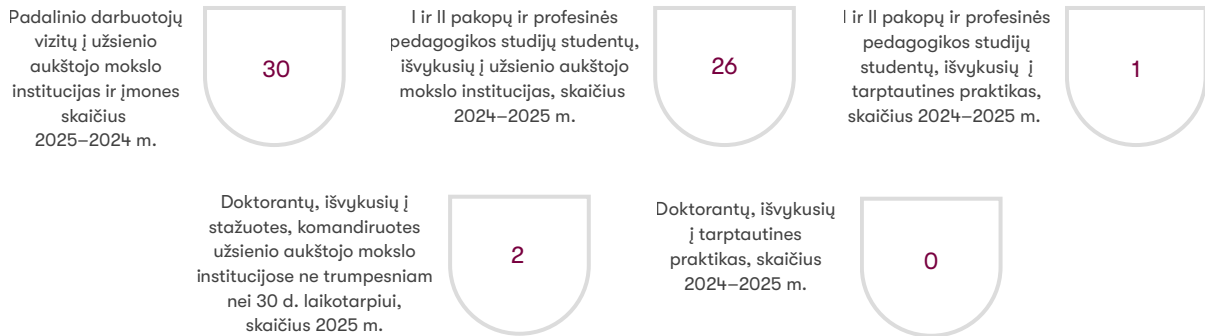 Padalinio darbuotojų
vizitų į užsienio
aukštojo mokslo
institucijas ir įmones
skaičius
2025–2024 m.
30
I ir II pakopų ir profesinės
pedagogikos studijų studentų,
išvykusių į užsienio aukštojo
mokslo institucijas, skaičius
2024–2025 m.
26
I ir II pakopų ir profesinės
pedagogikos studijų
studentų, išvykusių į
tarptautines praktikas,
skaičius 2024–2025 m.
1
Doktorantų, išvykusių į
stažuotes, komandiruotes
užsienio aukštojo mokslo
institucijose ne trumpesniam
nei 30 d. laikotarpiui,
skaičius 2025 m.
2
Doktorantų, išvykusių
į tarptautines
praktikas, skaičius
2024–2025 m.
0